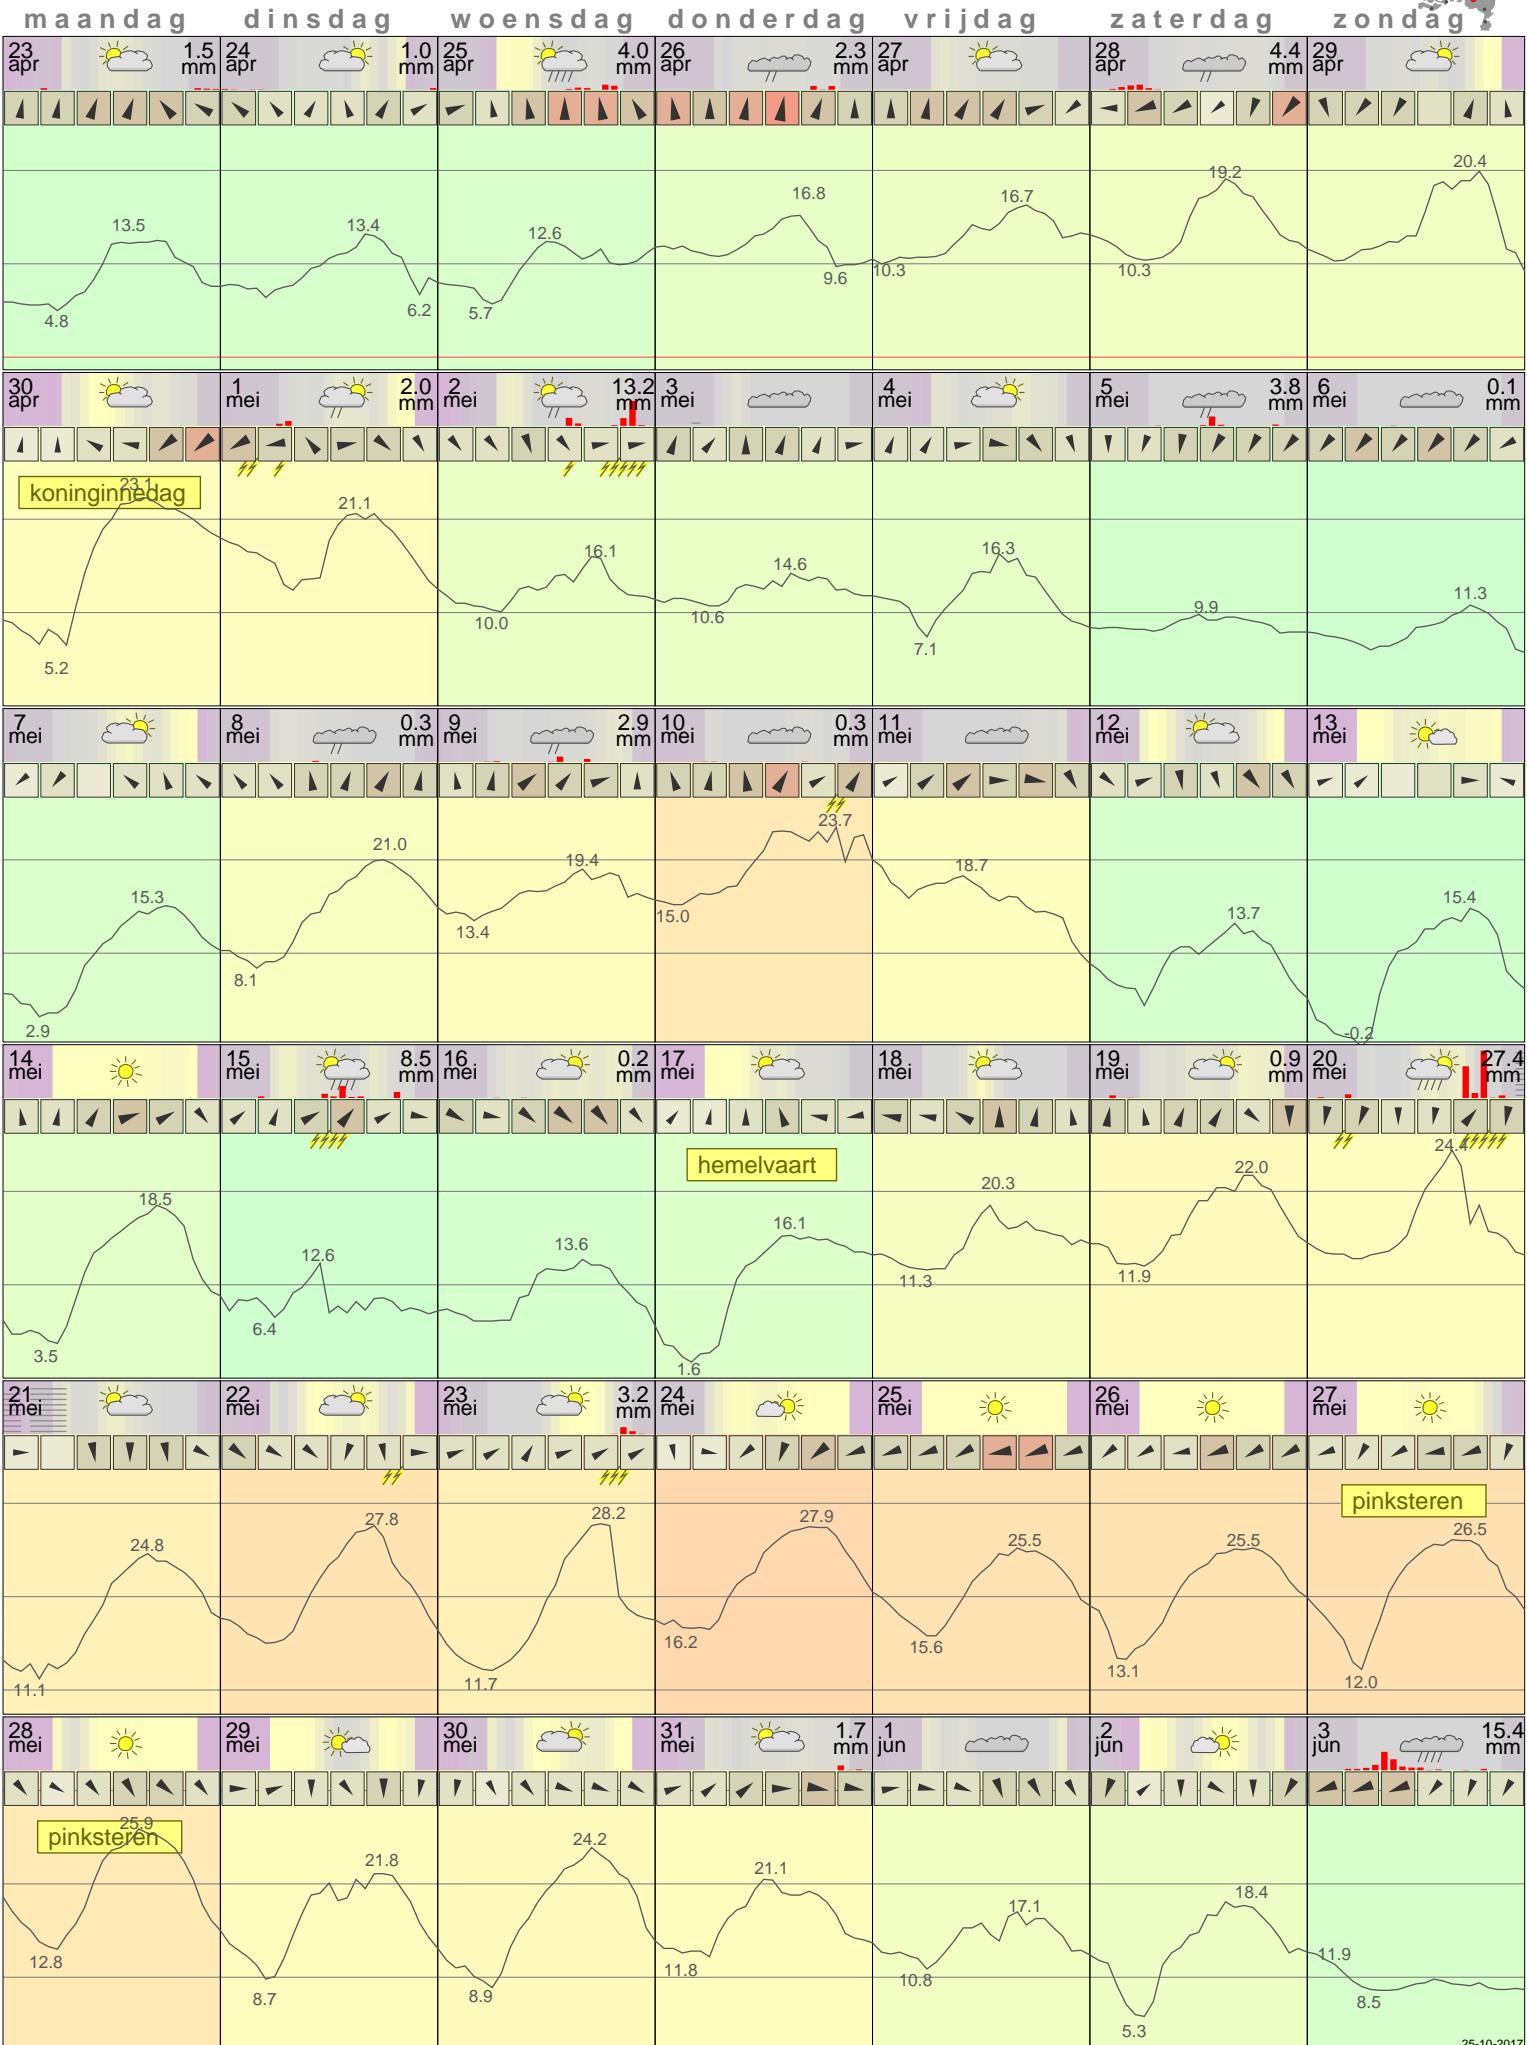 maandag dinsdag woensdag donderdag vrijdag zaterdag zondag
23 1.5 24 1.0 25 4.0 26 2.3 27 28 4.4 29
apr mm apr mm apr mm apr mm apr apr mm apr
13.5 13.4 12.6 16.8 16.7 19.2 20.4
4.8 6.2 5.7 9.6 10.3 10.3
30 1 2.0 2 13.2 3 4 5 3.8 6 0.1
apr mei mm mei mm mei mei mei mm mei mm
koninginnedag
23.1 21.1 16.1 14.6 16.3 9.9 11.3
5.2 10.0 10.6 7.1
7 8 0.3 9 2.9 10 0.3 11 12 13
mei mei mm mei mm mei mm mei mei mei
15.3 21.0 19.4 23.7 18.7 13.7 15.4
2.9 8.1 13.4 15.0 -0.2
14 15 8.5 16 0.2 17 18 19 0.9 20 27.4
mei mei mm mei mm mei mei mei mm mei mm
hemelvaart
18.5 12.6 13.6 16.1 20.3 22.0 24.4
3.5 6.4 1.6 11.3 11.9
21 22 23 3.2 24 25 26 27
mei mei mei mm mei mei mei mei
pinksteren
24.8 27.8 28.2 27.9 25.5 25.5 26.5
11.1 11.7 16.2 15.6 13.1 12.0
28 29 30 31 1.7 1 2 3 15.4
mei mei mei mei mm jun jun jun mm
pinksteren
25.9 21.8 24.2 21.1 17.1 18.4 11.9
12.8 8.7 8.9 11.8 10.8 5.3 8.5
25-10-2017